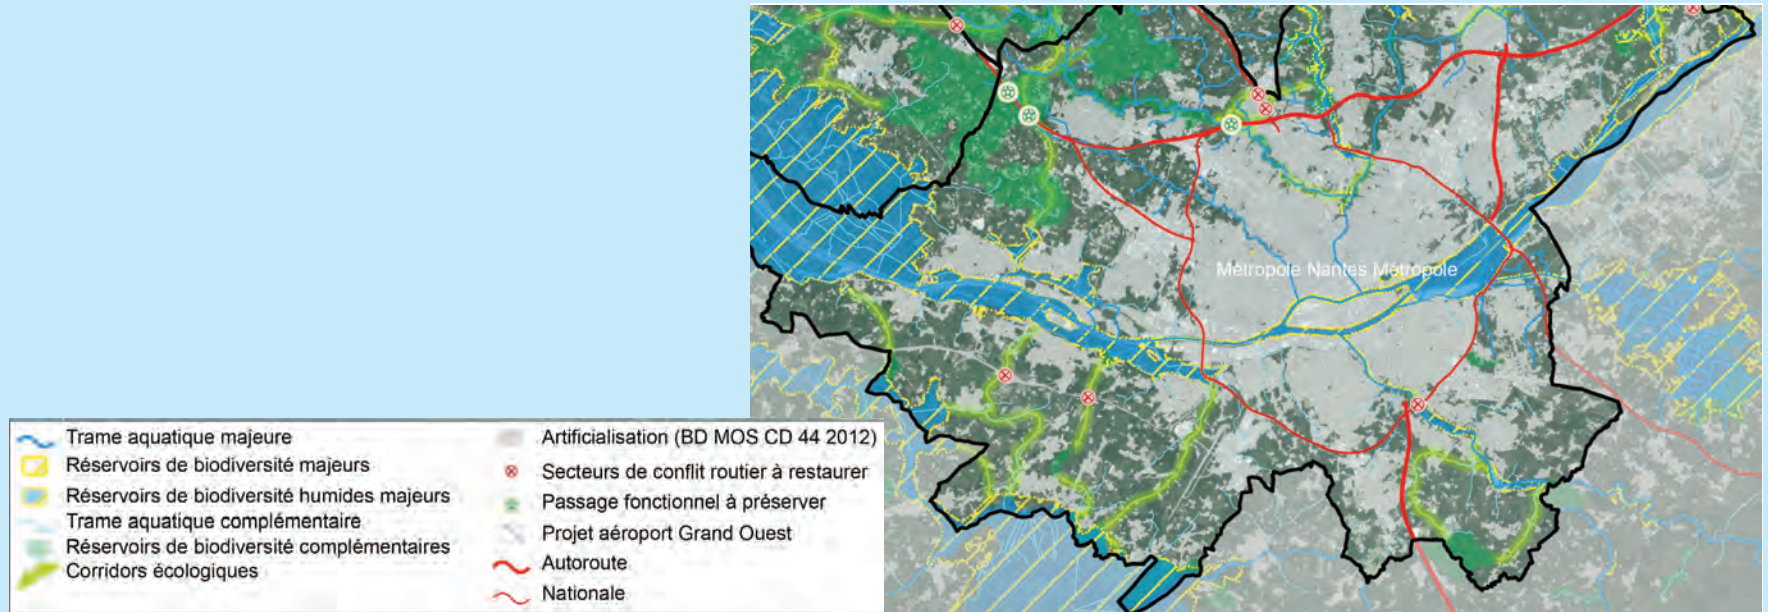 Métropole Nantes Métropole
Trame aquatique majeure
Réservoirs de biodiversité majeurs
Réservoirs de biodiversité humides majeurs
Trame aquatique complémentaire
Réservoirs de biodiversité complémentaires
Corridors écologiques
Artificialisation (BD MOS CD 44 2012)
Secteurs de conflit routier à restaurer
Passage fonctionnel à préserver
Projet aéroport Grand Ouest
Autoroute
Nationale